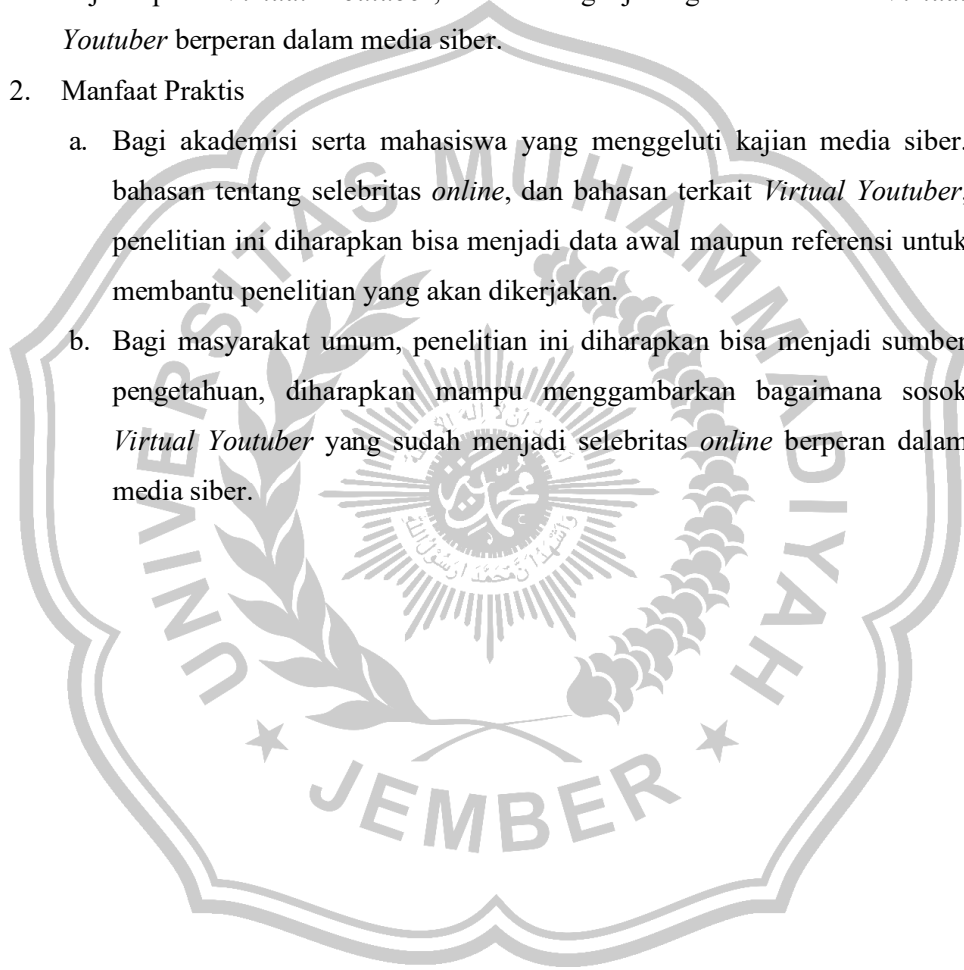 Youtuber berperan dalam media siber.
2. Manfaat Praktis
a. Bagi akademisi serta mahasiswa yang menggeluti kajian media siber.
bahasan tentang selebritas online, dan bahasan terkait Virtual Youtuber,
penelitian ini diharapkan bisa menjadi data awal maupun referensi untuk
membantu penelitian yang akan dikerjakan.
b. Bagi masyarakat umum, penelitian ini diharapkan bisa menjadi sumber
pengetahuan, diharapkan mampu menggambarkan bagaimana sosok
Virtual Youtuber yang sudah menjadi selebritas online berperan dalam
media siber.
UNIVERSITAS MUHAMMADIYAH
JEMBER